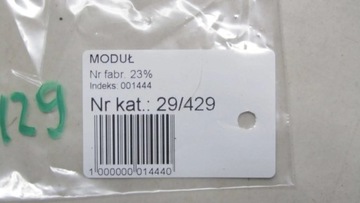 MODUŁ
Nr fabr. 23%
Indeks: 001444
Nr kat.: 29/429
1 000000 014440
129